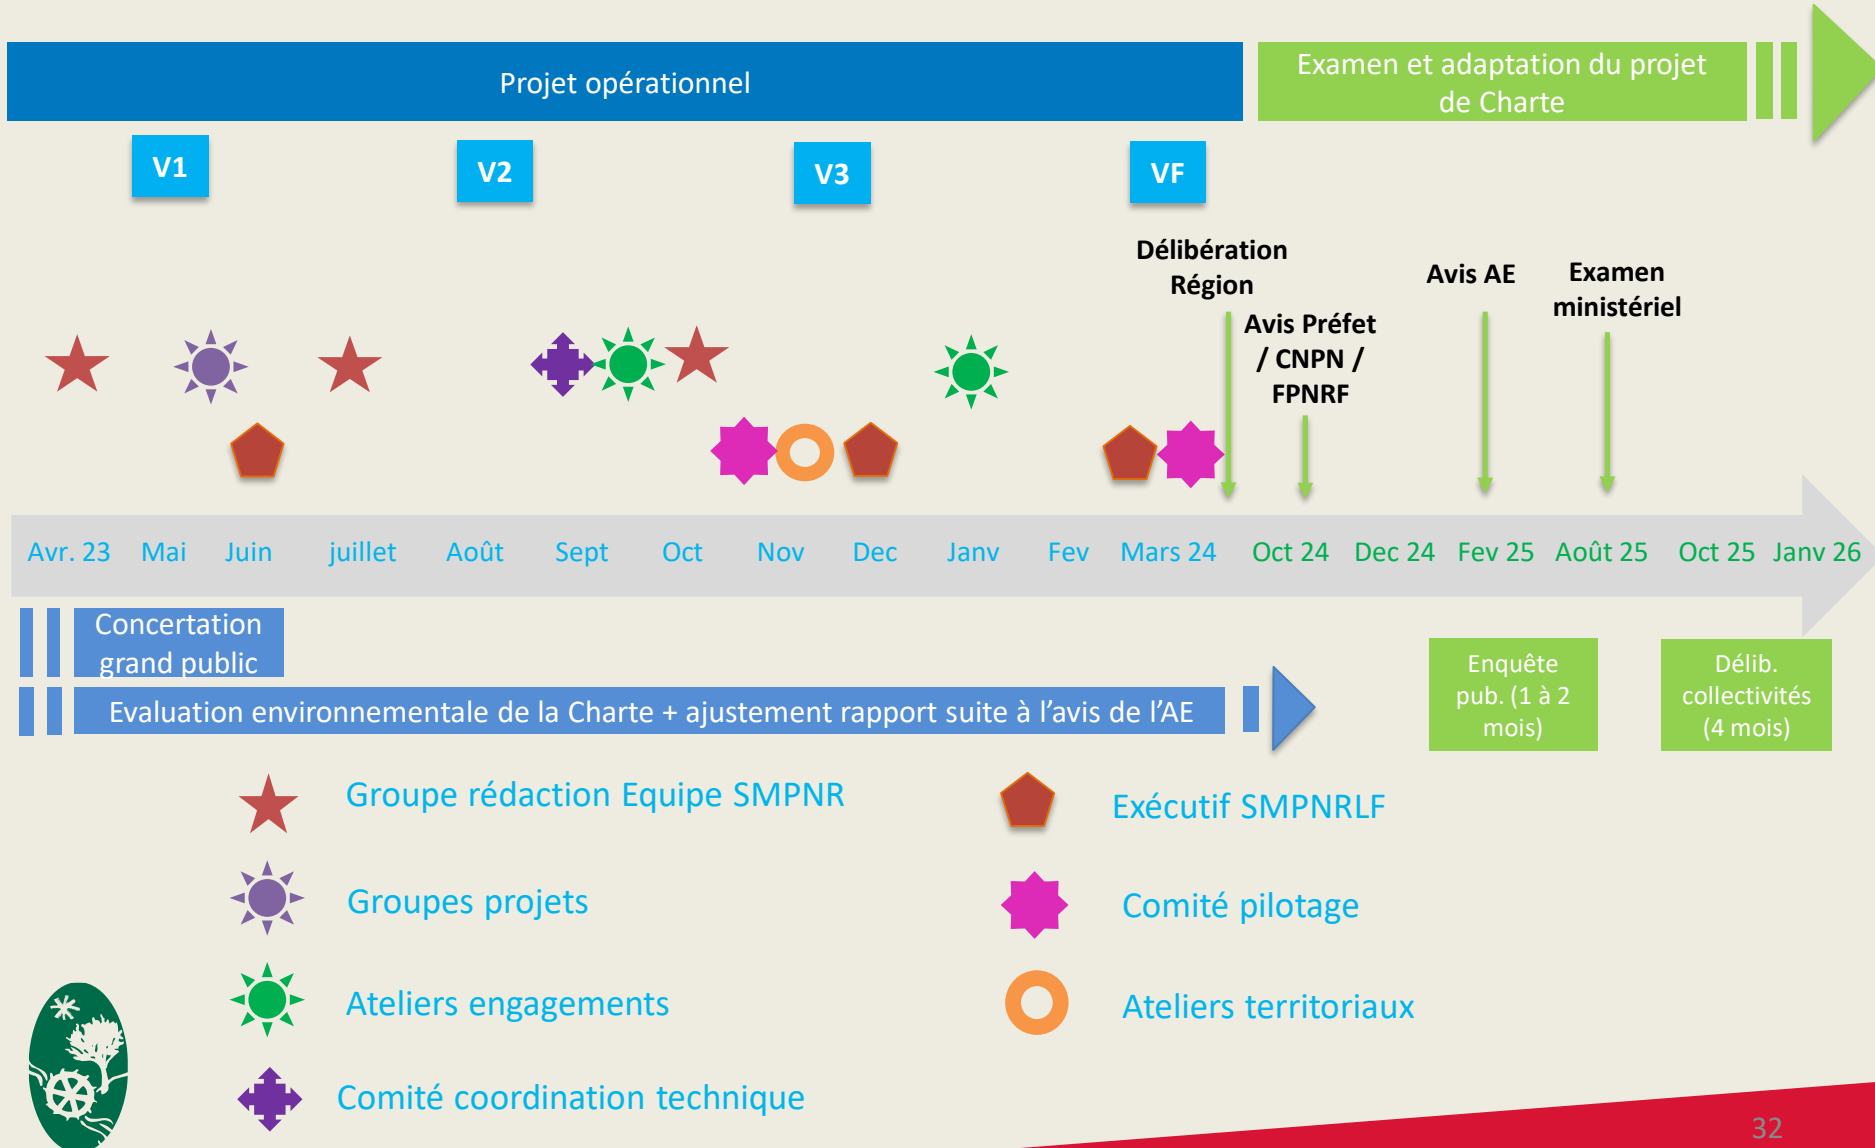 Projet opérationnel
Examen et adaptation du projet
de Charte
V1
V2
V3
VF
Délibération
Région
Avis Préfet
/ CNPN /
FPNRF
Avis AE
Examen
ministériel
Avr. 23 Mai Juin juillet Août Sept Oct Nov Dec Janv Fev Mars 24 Oct 24 Dec 24 Fev 25 Août 25 Oct 25 Janv 26
Concertation
grand public
Evaluation environnementale de la Charte + ajustement rapport suite à l’avis de l’AE
Enquête
pub. (1 à 2
mois)
Délib.
collectivités
(4 mois)
Groupe rédaction Equipe SMPNR
Exécutif SMPNRLF
Groupes projets
Comité pilotage
Ateliers engagements
Ateliers territoriaux
Comité coordination technique
32